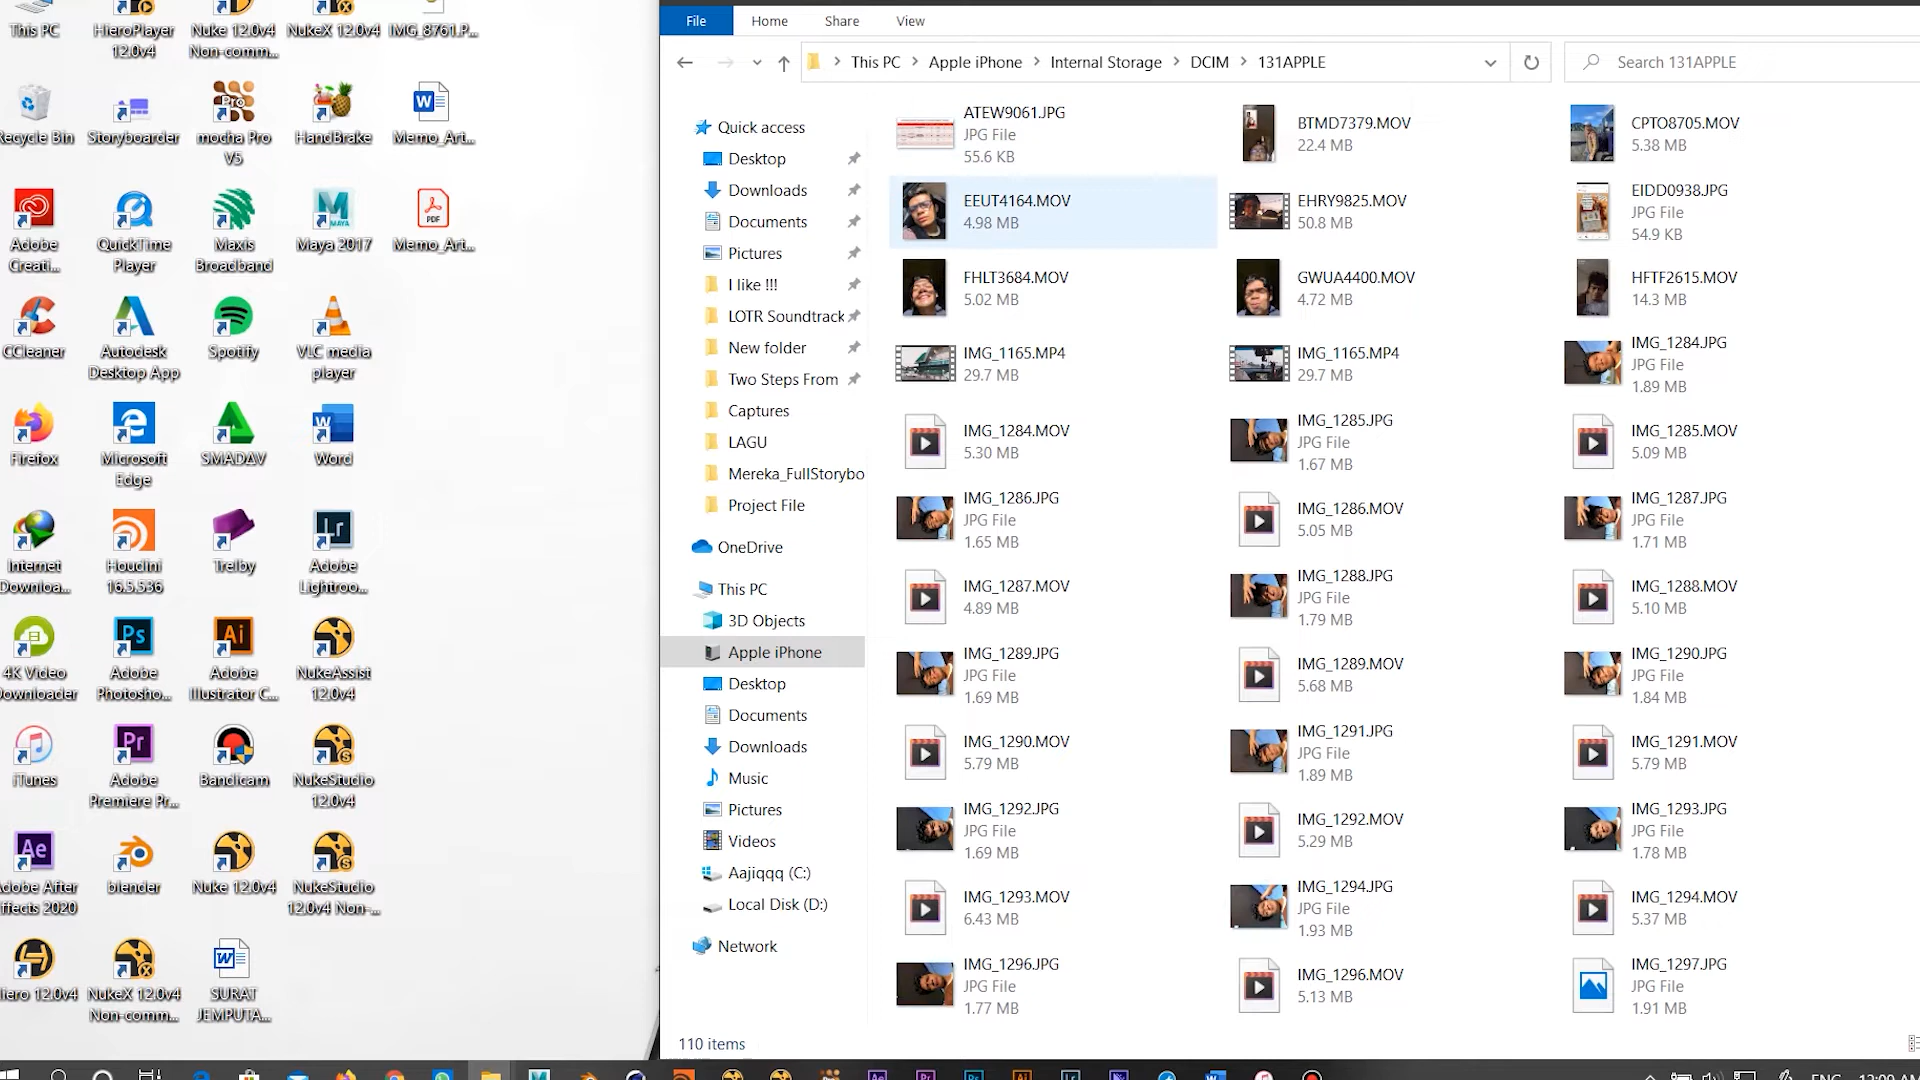 This PC
HieroPlayer
12.0v4
Nuke 12.0v4
Non-comm...
NukeX 12.0v4
IMG_8761.P...
Recycle Bin
Storyboarder
mocha Pro
V5
HandBrake
Memo_Art...
Adobe
Creati...
QuickTime
Player
Maxis
Broadband
Maya 2017
Memo_Art...
CCleaner
Autodesk
Desktop App
Spotify
VLC media
player
Firefox
Microsoft
Edge
SMADAV
Word
Internet
Downloa...
Houdini
16.5.536
Trelby
Adobe
Lightroo...
4K Video
Downloader
Adobe
Photosho...
Adobe
Illustrator C...
NukeAssist
12.0v4
iTunes
Adobe
Premiere Pr...
Bandicam
NukeStudio
12.0v4
Adobe After
Effects 2020
blender
Nuke 12.0v4
NukeStudio
12.0v4 Non-...
Hiero 12.0v4
NukeX 12.0v4
Non-comm...
SURAT
JEMPUTA...
File Home Share View
This PC > Apple iPhone > Internal Storage > DCIM > 131APPLE
Search 131APPLE
Quick access
Desktop
Downloads
Documents
Pictures
I like !!!
LOTR Soundtrack
New folder
Two Steps From
Captures
LAGU
Mereka_FullStorybo
Project File
OneDrive
This PC
3D Objects
Apple iPhone
Desktop
Documents
Downloads
Music
Pictures
Videos
Aajiqqq (C:)
Local Disk (D:)
Network
ATEW9061.JPG
JPG File
55.6 KB
BTMD7379.MOV
22.4 MB
CPTO8705.MOV
5.38 MB
EEUT4164.MOV
4.98 MB
EHRY9825.MOV
50.8 MB
EIDD0938.JPG
JPG File
54.9 KB
FHLT3684.MOV
5.02 MB
GWUA4400.MOV
4.72 MB
HFTF2615.MOV
14.3 MB
IMG_1165.MP4
29.7 MB
IMG_1165.MP4
29.7 MB
IMG_1284.JPG
JPG File
1.89 MB
IMG_1284.MOV
5.30 MB
IMG_1285.JPG
JPG File
1.67 MB
IMG_1285.MOV
5.09 MB
IMG_1286.JPG
JPG File
1.65 MB
IMG_1286.MOV
5.05 MB
IMG_1287.JPG
JPG File
1.71 MB
IMG_1287.MOV
4.89 MB
IMG_1288.JPG
JPG File
1.79 MB
IMG_1288.MOV
5.10 MB
IMG_1289.JPG
JPG File
1.69 MB
IMG_1289.MOV
5.68 MB
IMG_1290.JPG
JPG File
1.84 MB
IMG_1290.MOV
5.79 MB
IMG_1291.JPG
JPG File
1.89 MB
IMG_1291.MOV
5.79 MB
IMG_1292.JPG
JPG File
1.69 MB
IMG_1292.MOV
5.29 MB
IMG_1293.JPG
JPG File
1.78 MB
IMG_1293.MOV
6.43 MB
IMG_1294.JPG
JPG File
1.93 MB
IMG_1294.MOV
5.37 MB
IMG_1296.JPG
JPG File
1.77 MB
IMG_1296.MOV
5.13 MB
IMG_1297.JPG
JPG File
1.91 MB
110 items
ENG 12:09 AM